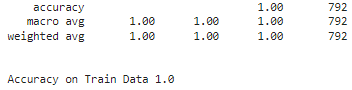 accuracy 1.00 792
macro avg 1.00 1.00 1.00 792
weighted avg 1.00 1.00 1.00 792
Accuracy on Train Data 1.0